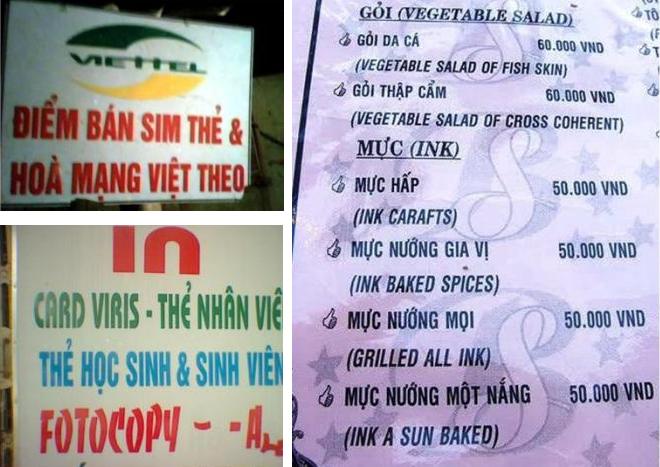 VIETTEL
ĐIỂM BÁN SIM THẺ &
HOÀ MẠNG VIỆT THEO
in
CARD VIRIS - THẺ NHÂN VIÊ
THẺ HỌC SINH & SINH VIÊN
FOTOCOPY - - A
GỎI (VEGETABLE SALAD)
GỎI DA CÁ 60.000 VND
(VEGETABLE SALAD OF FISH SKIN)
GỎI THẬP CẨM 60.000 VND
(VEGETABLE SALAD OF CROSS COHERENT)
MỰC (INK)
MỰC HẤP 50.000 VND
(INK CARAFTS)
MỰC NƯỚNG GIA VỊ 50.000 VND
(INK BAKED SPICES)
MỰC NƯỚNG MỌI 50.000 VND
(GRILLED ALL INK)
MỰC NƯỚNG MỘT NẮNG 50.000 VND
(INK A SUN BAKED)